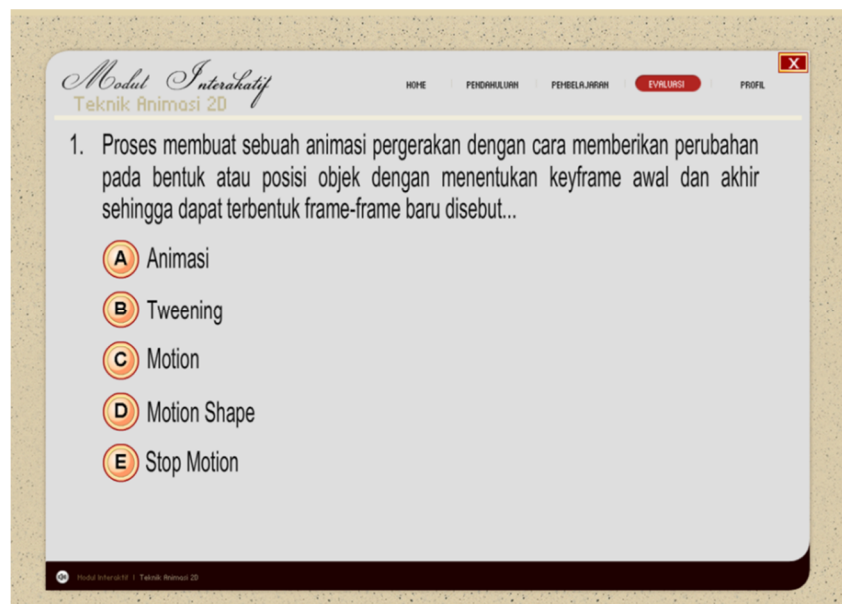 X
Modul Interakatif
Teknik Animasi 2D
HOME PENDAHULUAN PEMBELAJARAN EVALUASI PROFIL
1. Proses membuat sebuah animasi pergerakan dengan cara memberikan perubahan
pada bentuk atau posisi objek dengan menentukan keyframe awal dan akhir
sehingga dapat terbentuk frame-frame baru disebut...
A Animasi
B Tweening
C Motion
D Motion Shape
E Stop Motion
Modul Interaktif | Teknik Animasi 2D